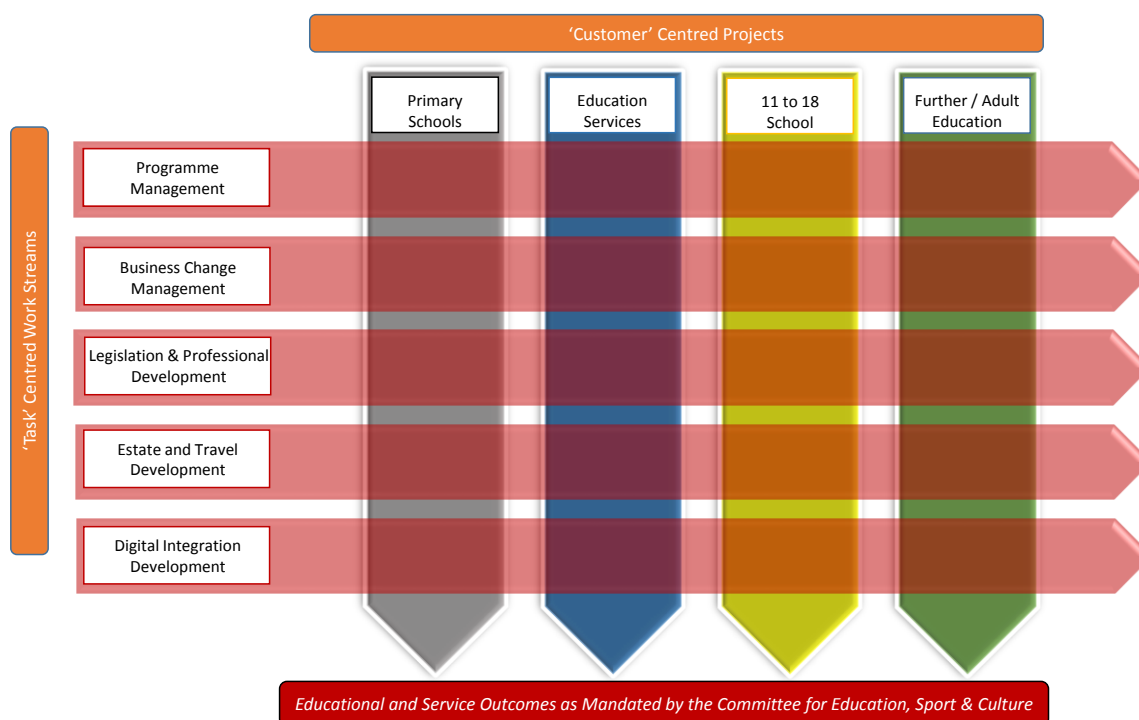 ‘Customer’ Centred Projects
Primary
Schools
Education
Services
11 to 18
School
Further / Adult
Education
‘Task’ Centred Work Streams
Programme
Management
Business Change
Management
Legislation & Professional
Development
Estate and Travel
Development
Digital Integration
Development
Educational and Service Outcomes as Mandated by the Committee for Education, Sport & Culture